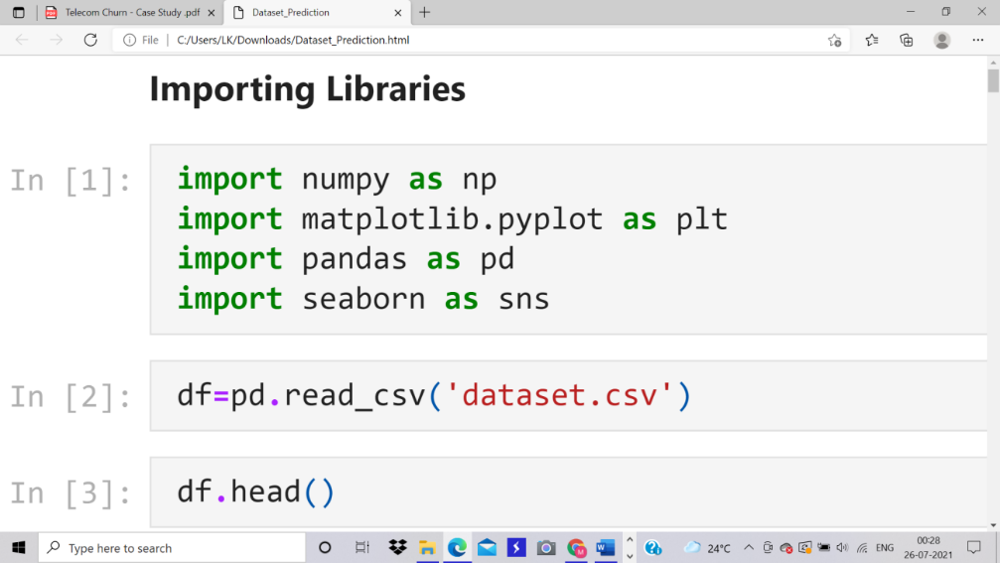 Telecom Churn - Case Study .pdf
Dataset_Prediction
File | C:/Users/LK/Downloads/Dataset_Prediction.html
Importing Libraries
In [1]:
import numpy as np
import matplotlib.pyplot as plt
import pandas as pd
import seaborn as sns
In [2]:
df=pd.read_csv('dataset.csv')
In [3]:
df.head()
Type here to search
24°C
ENG
00:28
26-07-2021